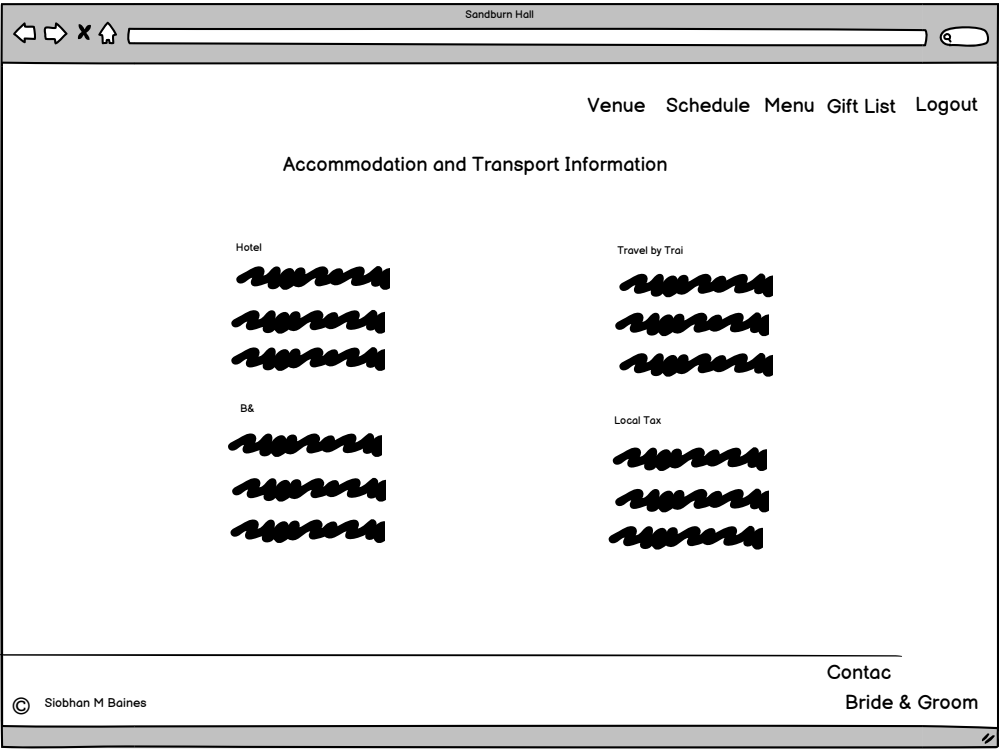 Sandburn Hall
Venue Schedule Menu Gift List Logout
Accommodation and Transport Information
Hotel
Travel by Trai
B&
Local Tax
Contac
© Siobhan M Baines
Bride & Groom